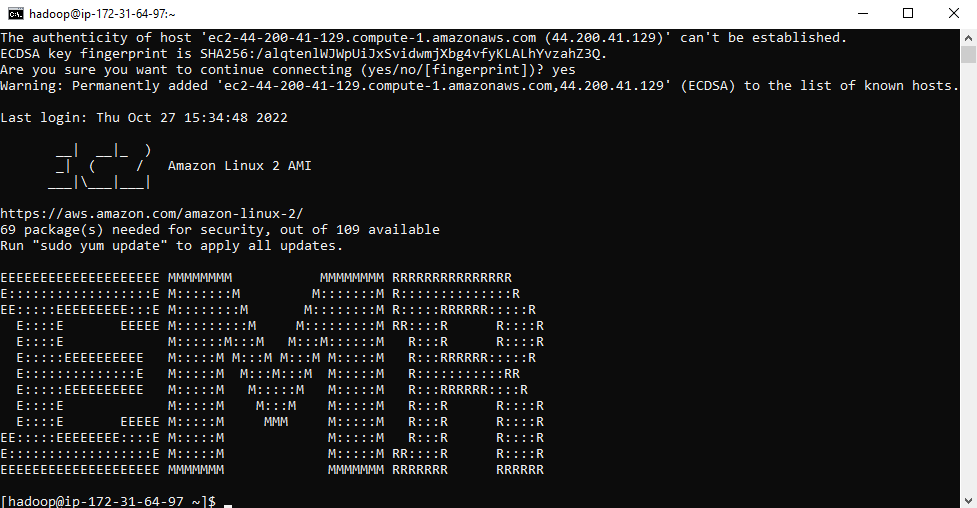 hadoop@ip-172-31-64-97:~
The authenticity of host 'ec2-44-200-41-129.compute-1.amazonaws.com (44.200.41.129)' can't be established.
ECDSA key fingerprint is SHA256:/alqtenlWJWpUiJxSvidwmjXbg4vfyKLALhYvzahZ3Q.
Are you sure you want to continue connecting (yes/no/[fingerprint])? yes
Warning: Permanently added 'ec2-44-200-41-129.compute-1.amazonaws.com,44.200.41.129' (ECDSA) to the list of known hosts.
Last login: Thu Oct 27 15:34:48 2022
       __|  __|_  )
       _|  (     /   Amazon Linux 2 AMI
      ___|\___|___|
https://aws.amazon.com/amazon-linux-2/
69 package(s) needed for security, out of 109 available
Run "sudo yum update" to apply all updates.
EEEEEEEEEEEEEEEEEEEE MMMMMMMM           MMMMMMMM RRRRRRRRRRRRRRR
E::::::::::::::::::E M:::::::M         M:::::::M R::::::::::::::R
EE:::::EEEEEEEEE:::E M::::::::M       M::::::::M R:::::RRRRRR:::::R
  E::::E       EEEEE M:::::::::M     M:::::::::M RR::::R      R::::R
  E::::E             M::::::M:::M   M:::M::::::M   R:::R      R::::R
  E:::::EEEEEEEEEE   M:::::M M:::M M:::M M:::::M   R:::RRRRRR:::::R
  E::::::::::::::E   M:::::M  M:::M:::M  M:::::M   R:::::::::::RR
  E:::::EEEEEEEEEE   M:::::M   M:::::M   M:::::M   R:::RRRRRR::::R
  E::::E             M:::::M    M:::M    M:::::M   R:::R      R::::R
  E::::E       EEEEE M:::::M     MMM     M:::::M   R:::R      R::::R
EE:::::EEEEEEEE::::E M:::::M             M:::::M   R:::R      R::::R
E::::::::::::::::::E M:::::M             M:::::M RR::::R      R::::R
EEEEEEEEEEEEEEEEEEEE MMMMMMM             MMMMMMM RRRRRRR      RRRRRR
[hadoop@ip-172-31-64-97 ~]$